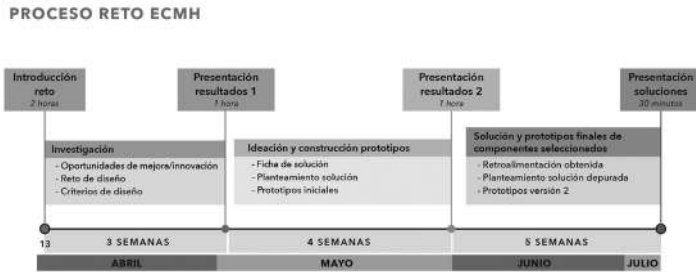 PROCESO RETO ECMH
Introducción
reto
2 horas
Presentación
resultados 1
1 hora
Presentación
resultados 2
1 hora
Presentación
soluciones
30 minutos
Investigación
- Oportunidades de mejora/innovación
- Reto de diseño
- Criterios de diseño
Ideación y construcción prototipos
- Ficha de solución
- Planteamiento solución
- Prototipos iniciales
Solución y prototipos finales de
componentes seleccionados
- Retroalimentación obtenida
- Planteamiento solución depurada
- Prototipos versión 2
13
3 SEMANAS
4 SEMANAS
5 SEMANAS
ABRIL
MAYO
JUNIO
JULIO